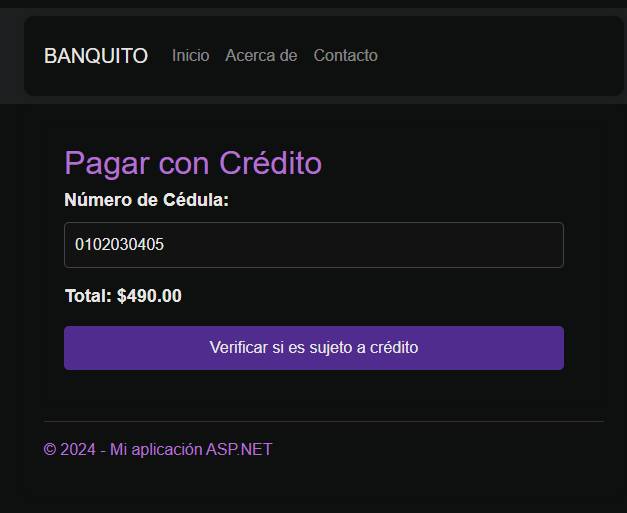 BANQUITO Inicio Acerca de Contacto
Pagar con Crédito
Número de Cédula:
0102030405
Total: $490.00
Verificar si es sujeto a crédito
© 2024 - Mi aplicación ASP.NET